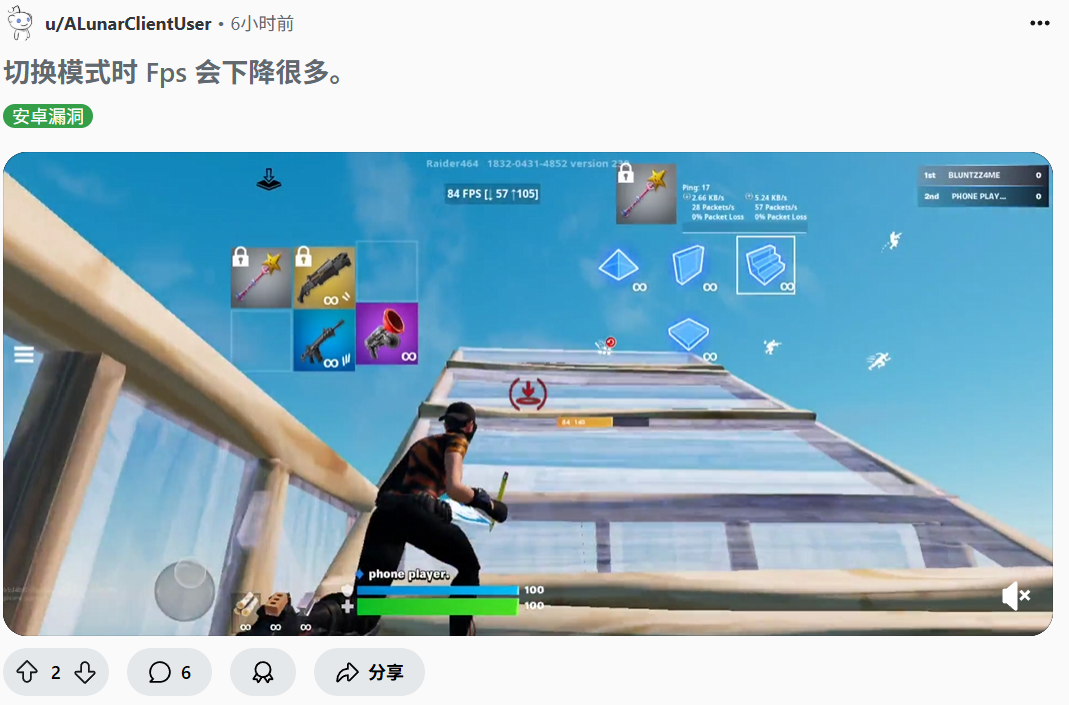 u/ALunarClientUser • 6小时前
切换模式时 Fps 会下降很多。
安卓漏洞
Raider464 1832-0431-4852 version
84 FPS [↓ 57 ↑105]
Ping: 17
2.66 KB/s 5.24 KB/s
28 Packets/s 57 Packets/s
0% Packet Loss 0% Packet Loss
1st BLUNTZZ4ME 0
2nd PHONE PLAY... 0
∞ ∞ ∞
∞
∞ ∞
∞
∞
84 140
phone player.
100
100
∞ ∞ ∞
2 6 分享